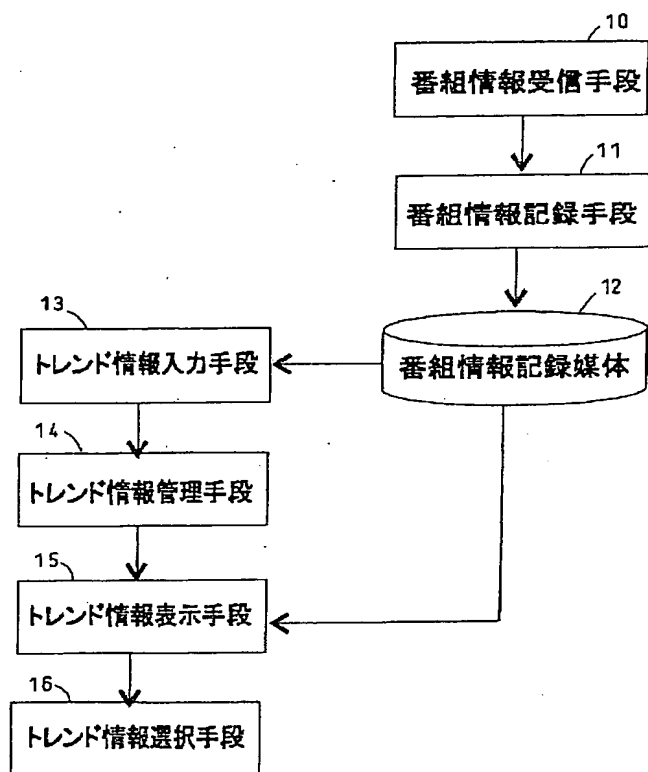 10
番組情報受信手段
11
番組情報記録手段
12
番組情報記録媒体
13
トレンド情報入力手段
14
トレンド情報管理手段
15
トレンド情報表示手段
16
トレンド情報選択手段